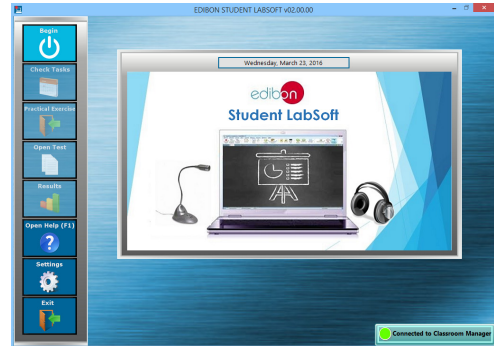 EDIBON STUDENT LABSOFT v02.00.00
Begin
Check Tasks
Practical Exercise
Open Test
Results
Open Help (F1)
Settings
Exit
Wednesday, March 23, 2016
edibon
Student LabSoft
Connected to Classroom Manager